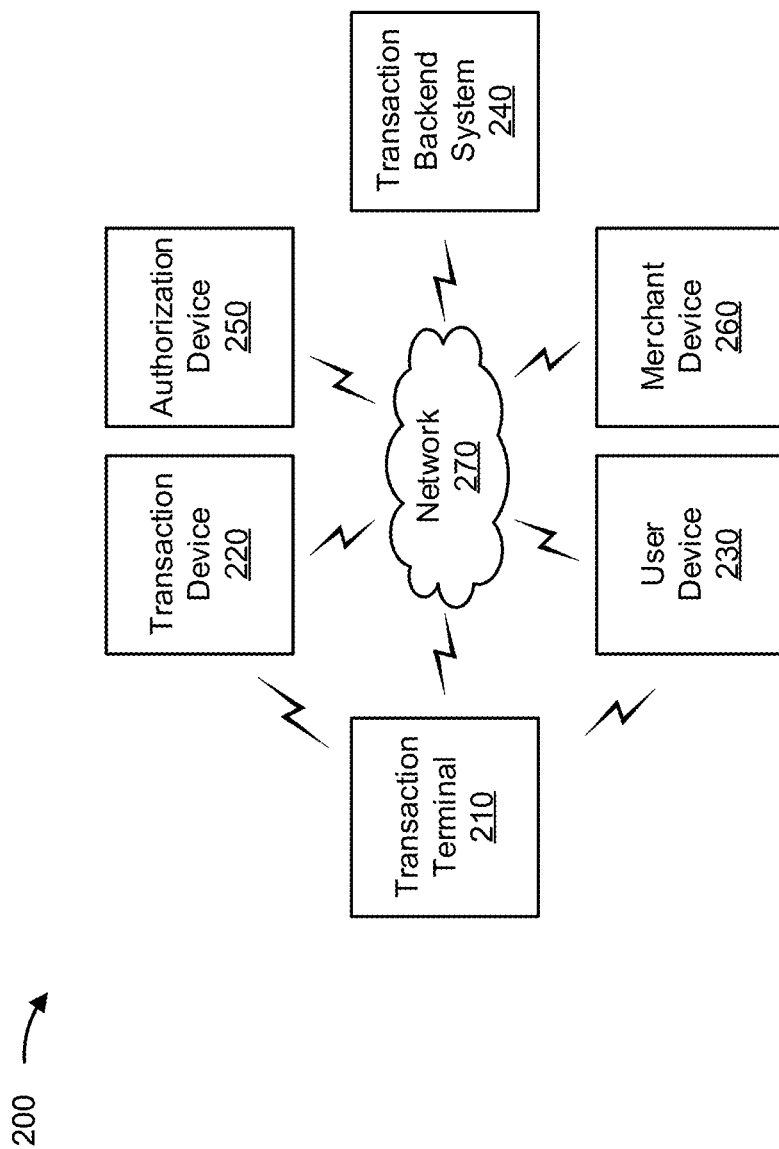 200
Transaction
Device
220
Authorization
Device
250
Transaction
Terminal
210
Network
270
Transaction
Backend
System
240
User
Device
230
Merchant
Device
260